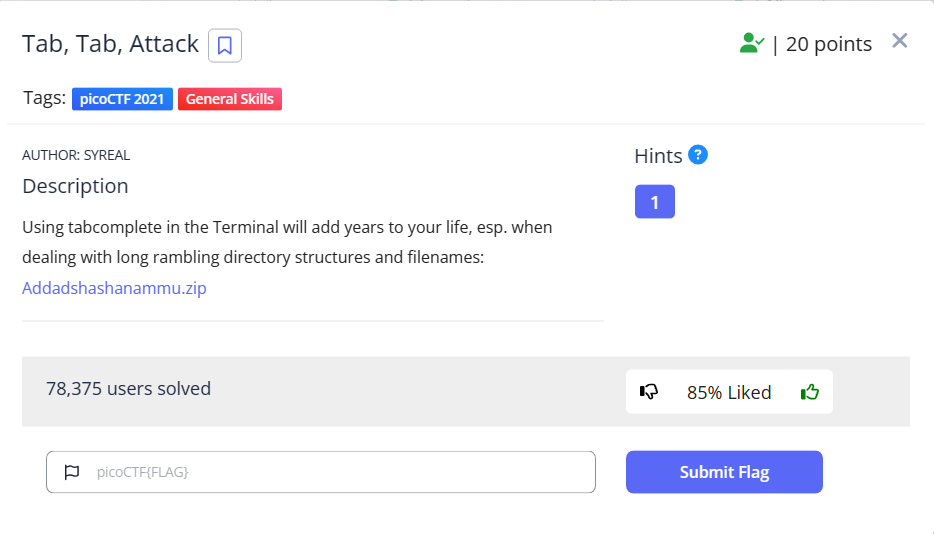 Tab, Tab, Attack
| 20 points
Tags: picoCTF 2021 General Skills
AUTHOR: SYREAL
Hints ?
Description
1
Using tabcomplete in the Terminal will add years to your life, esp. when
dealing with long rambling directory structures and filenames:
Addadshashanammu.zip
78,375 users solved
85% Liked
picoCTF{FLAG}
Submit Flag